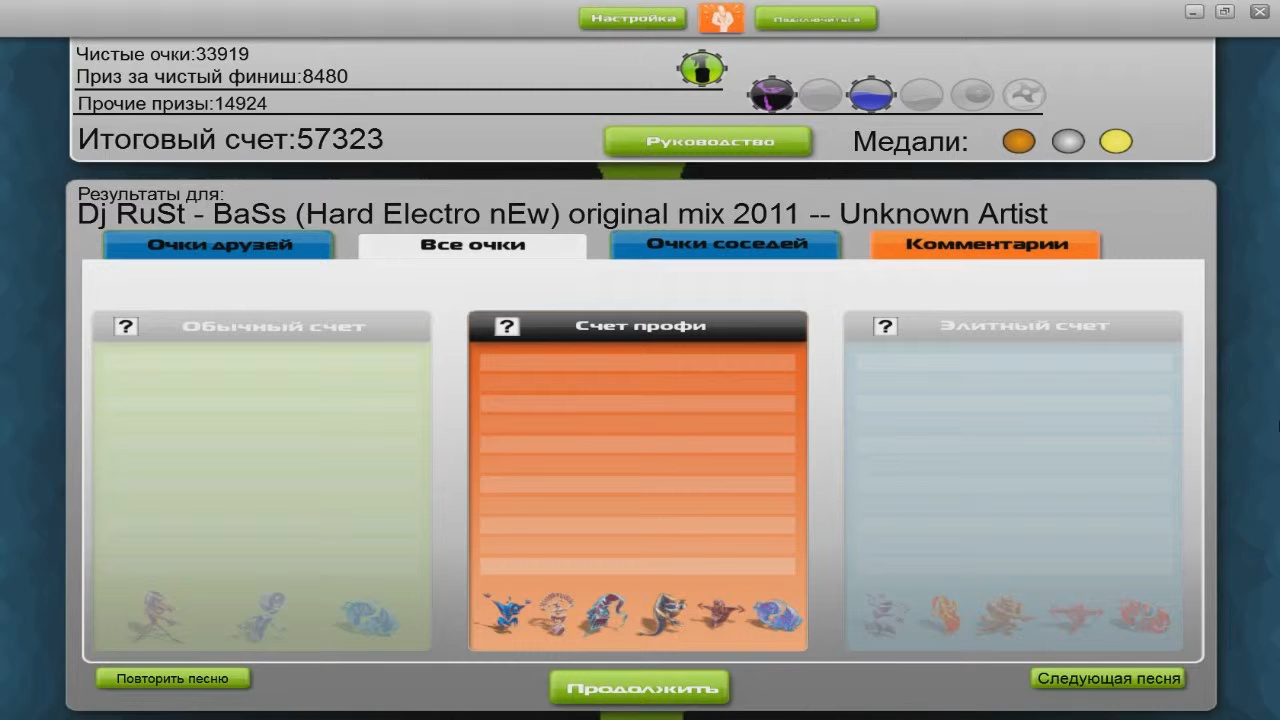 Настройка
Подключиться
Чистые очки:33919
Приз за чистый финиш:8480
Прочие призы:14924
Итоговый счет:57323
Руководство
Медали:
Результаты для:
Dj RuSt - BaSs (Hard Electro nEw) original mix 2011 -- Unknown Artist
Очки друзей
Все очки
Очки соседей
Комментарии
? Обычный счет
? Счет профи
? Элитный счет
Повторить песню
Продолжить
Следующая песня